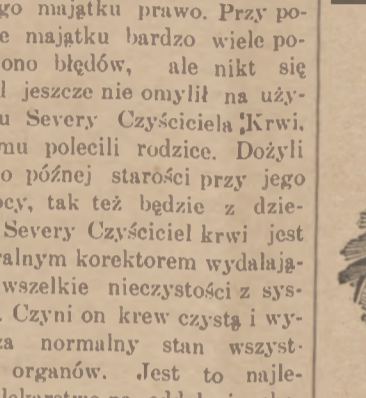 go majątku prawo. Przy po-
e majątku bardzo wiele po-
ono błędów, ale nikt się
l jeszcze nie omylił na uży-
u Severy Czyściciela Krwi,
mu polecili rodzice. Dożyli
o późnej starości przy jego
ocy, tak też będzie z dzie-
Severy Czyściciel krwi jest
ralnym korektorem wydalają-
wszelkie nieczystości z sys-
. Czyni on krew czystą i wy-
za normalny stan wszyst-
organów. Jest to najle-